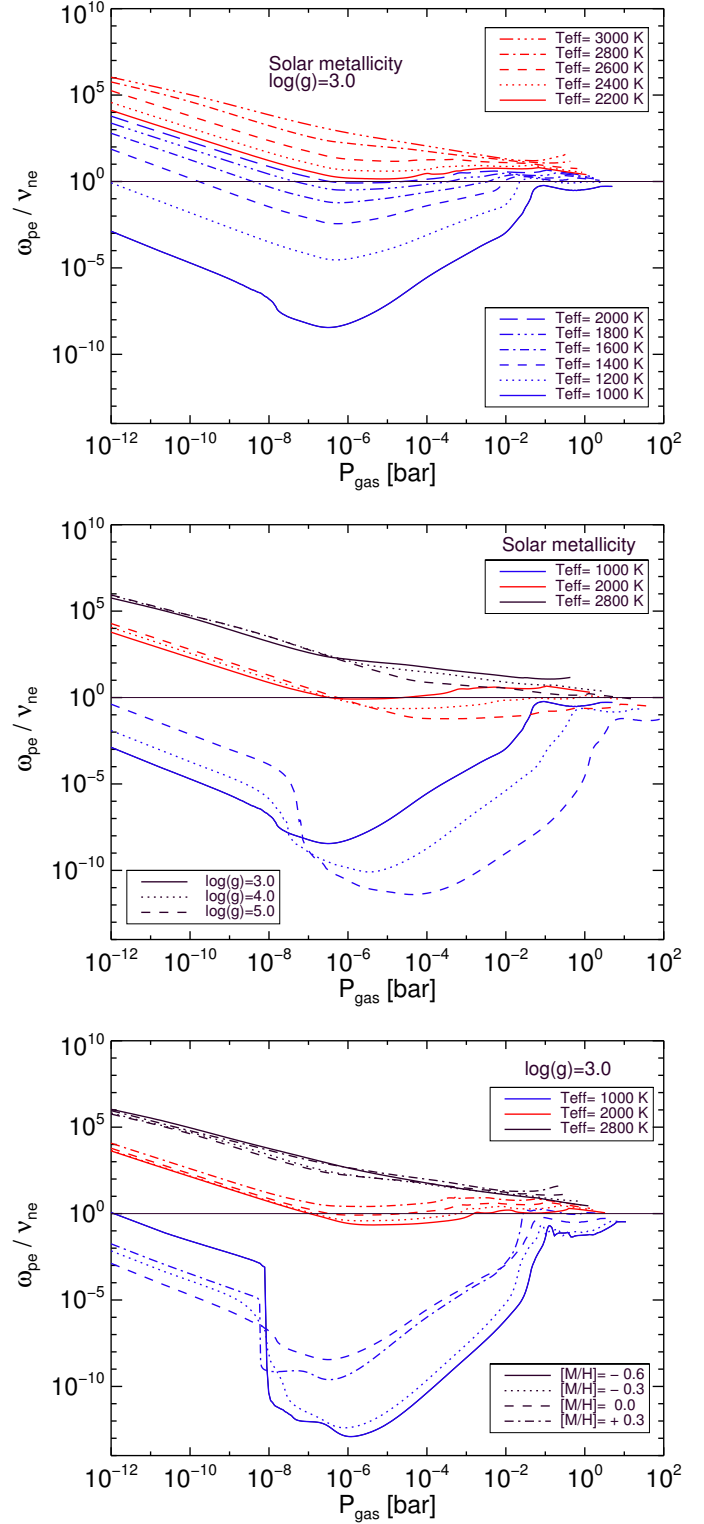 10^10
10^5
10^0
10^-5
10^-10
ω_pe / ν_ne
Solar metallicity
log(g)=3.0
Teff= 3000 K
Teff= 2800 K
Teff= 2600 K
Teff= 2400 K
Teff= 2200 K
Teff= 2000 K
Teff= 1800 K
Teff= 1600 K
Teff= 1400 K
Teff= 1200 K
Teff= 1000 K
10^-12 10^-10 10^-8 10^-6 10^-4 10^-2 10^0 10^2
P_gas [bar]
10^10
10^5
10^0
10^-5
10^-10
ω_pe / ν_ne
Solar metallicity
Teff= 1000 K
Teff= 2000 K
Teff= 2800 K
log(g)=3.0
log(g)=4.0
log(g)=5.0
10^-12 10^-10 10^-8 10^-6 10^-4 10^-2 10^0 10^2
P_gas [bar]
10^10
10^5
10^0
10^-5
10^-10
ω_pe / ν_ne
log(g)=3.0
Teff= 1000 K
Teff= 2000 K
Teff= 2800 K
[M/H]= − 0.6
[M/H]= − 0.3
[M/H]= 0.0
[M/H]= + 0.3
10^-12 10^-10 10^-8 10^-6 10^-4 10^-2 10^0 10^2
P_gas [bar]